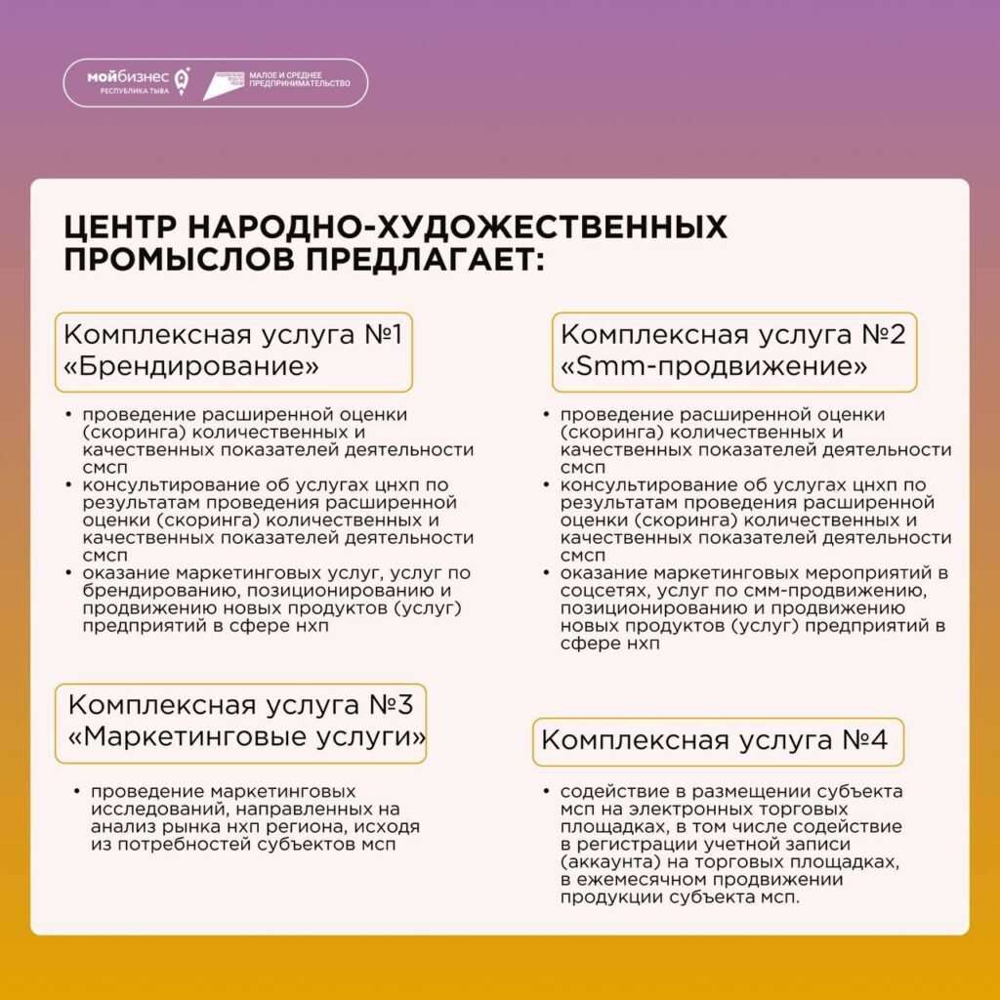 мойбизнес
РЕСПУБЛИКА ТЫВА
НАЦИОНАЛЬНЫЕ
ПРОЕКТЫ
РОССИИ
МАЛОЕ И СРЕДНЕЕ
ПРЕДПРИНИМАТЕЛЬСТВО
ЦЕНТР НАРОДНО-ХУДОЖЕСТВЕННЫХ
ПРОМЫСЛОВ ПРЕДЛАГАЕТ:
Комплексная услуга №1
«Брендирование»
• проведение расширенной оценки
(скоринга) количественных и
качественных показателей деятельности
смсп
• консультирование об услугах цнхп по
результатам проведения расширенной
оценки (скоринга) количественных и
качественных показателей деятельности
смсп
• оказание маркетинговых услуг, услуг по
брендированию, позиционированию и
продвижению новых продуктов (услуг)
предприятий в сфере нхп
Комплексная услуга №2
«Smm-продвижение»
• проведение расширенной оценки
(скоринга) количественных и
качественных показателей деятельности
смсп
• консультирование об услугах цнхп по
результатам проведения расширенной
оценки (скоринга) количественных и
качественных показателей деятельности
смсп
• оказание маркетинговых мероприятий в
соцсетях, услуг по смм-продвижению,
позиционированию и продвижению
новых продуктов (услуг) предприятий в
сфере нхп
Комплексная услуга №3
«Маркетинговые услуги»
• проведение маркетинговых
исследований, направленных на
анализ рынка нхп региона, исходя
из потребностей субъектов мсп
Комплексная услуга №4
• содействие в размещении субъекта
мсп на электронных торговых
площадках, в том числе содействие
в регистрации учетной записи
(аккаунта) на торговых площадках,
в ежемесячном продвижении
продукции субъекта мсп.